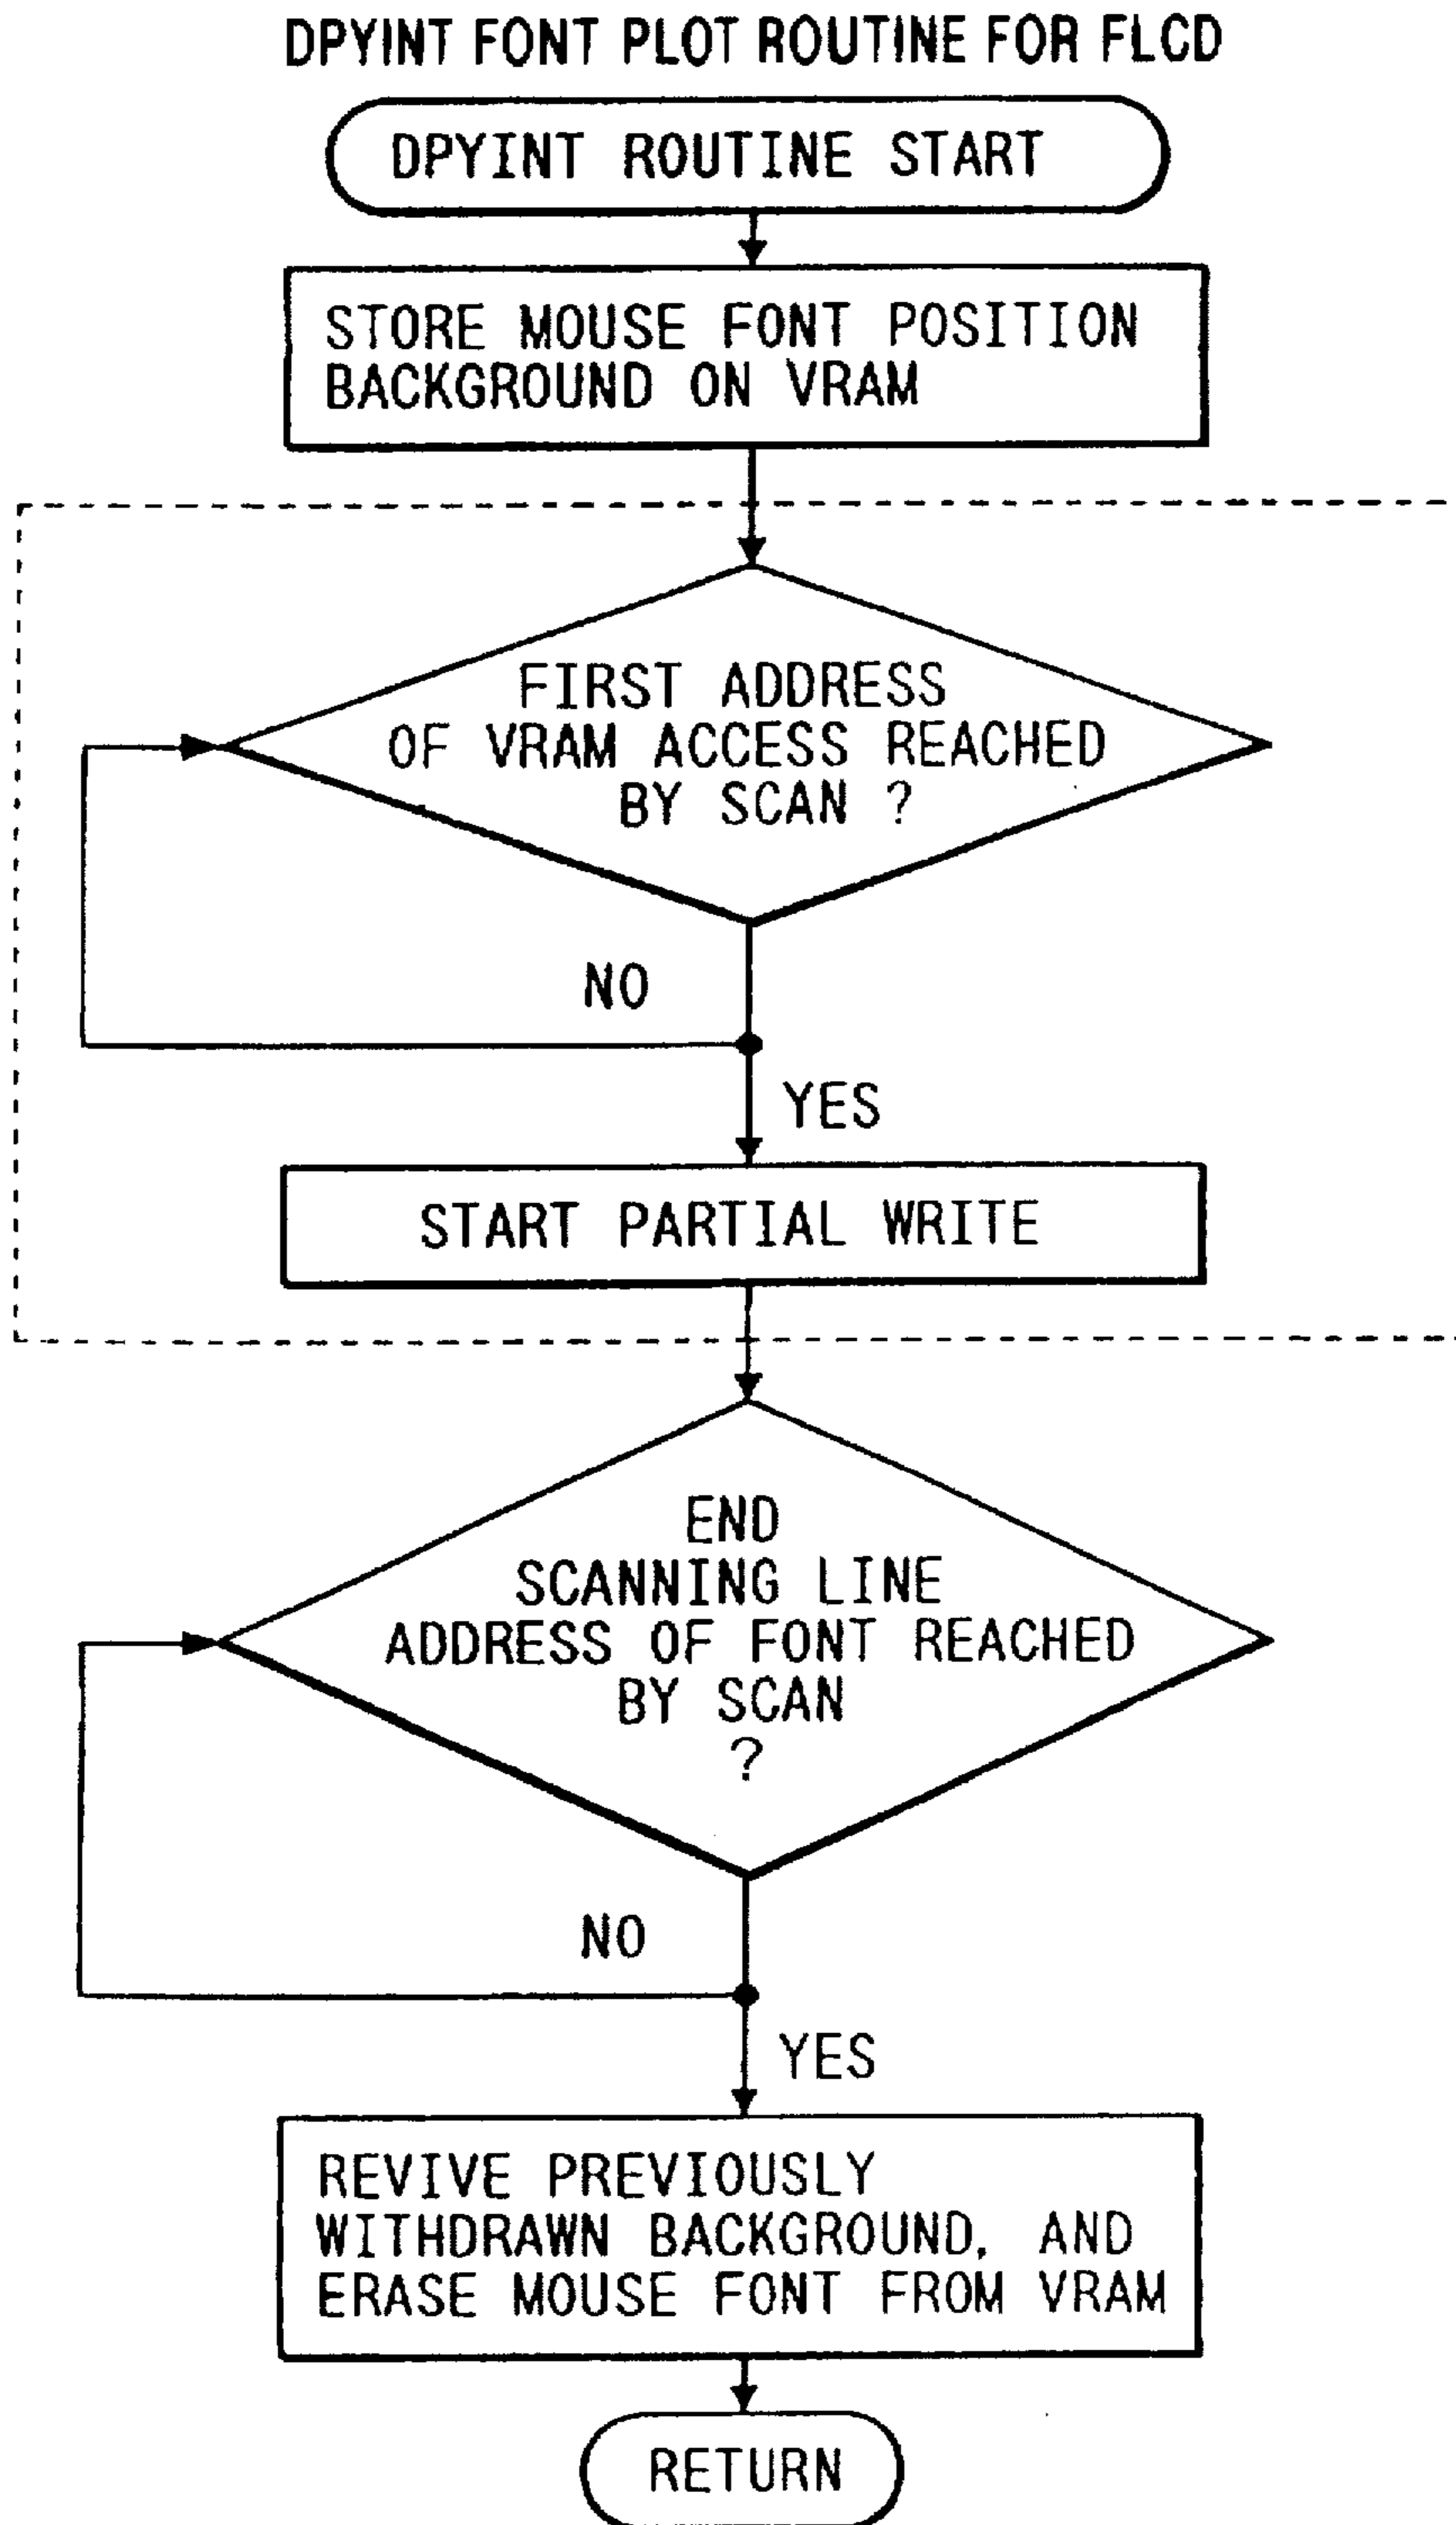 DPYINT FONT PLOT ROUTINE FOR FLCD
DPYINT ROUTINE START
STORE MOUSE FONT POSITION
BACKGROUND ON VRAM
FIRST ADDRESS
OF VRAM ACCESS REACHED
BY SCAN ?
NO
YES
START PARTIAL WRITE
END
SCANNING LINE
ADDRESS OF FONT REACHED
BY SCAN
?
NO
YES
REVIVE PREVIOUSLY
WITHDRAWN BACKGROUND, AND
ERASE MOUSE FONT FROM VRAM
RETURN